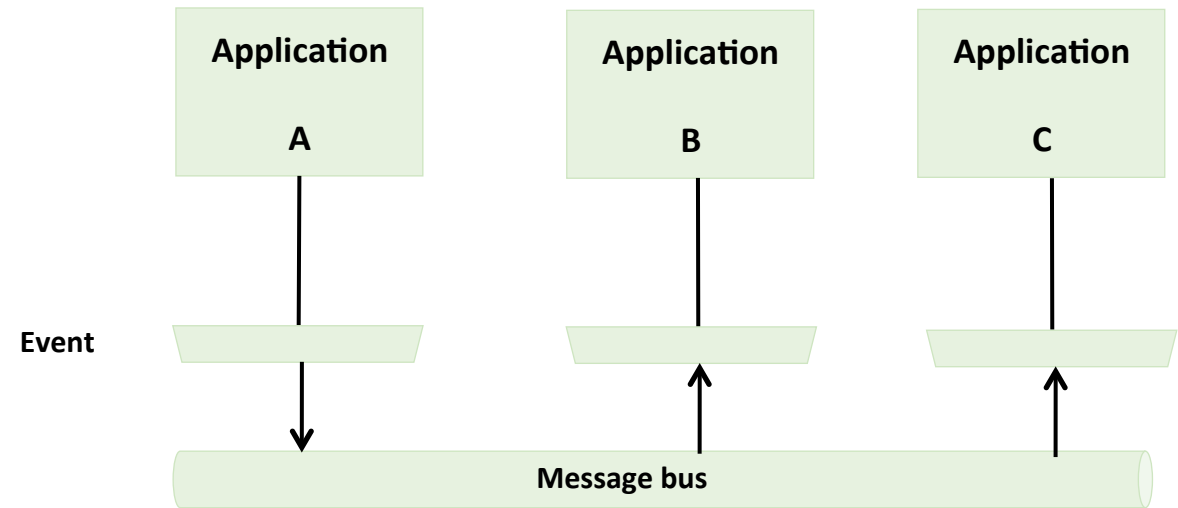 Application
A
Application
B
Application
C
Event
Message bus